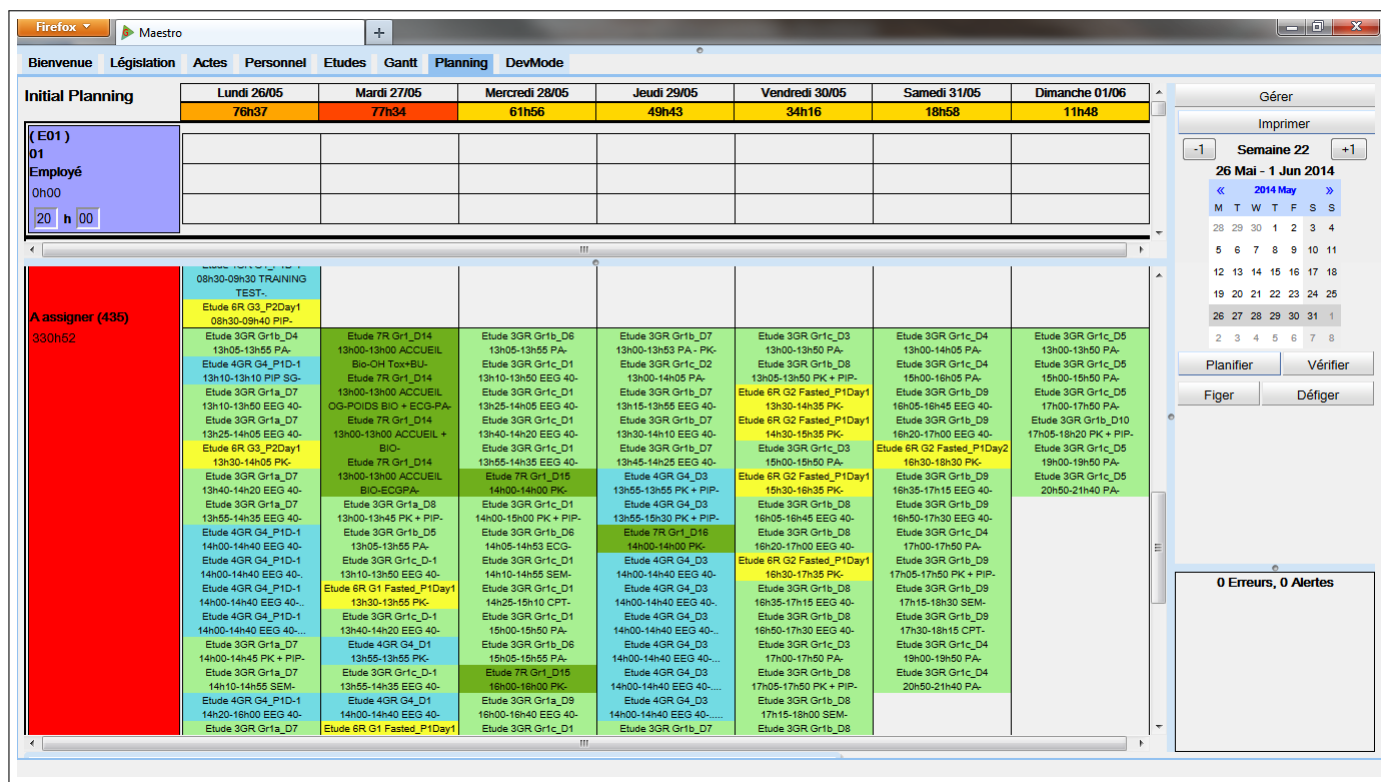 Firefox
Maestro
+
Bienvenue Législation Actes Personnel Etudes Gantt Planning DevMode
Initial Planning
Lundi 26/05 Mardi 27/05 Mercredi 28/05 Jeudi 29/05 Vendredi 30/05 Samedi 31/05 Dimanche 01/06
76h37 77h34 61h56 49h43 34h16 18h58 11h48
( E01 )
01
Employé
0h00
20 h 00
A assigner (435)
330h52
08h30-09h30 TRAINING
TEST-.
Etude 6R G3_P2Day1
08h30-09h40 PIP-
Etude 3GR Gr1b_D4
13h05-13h55 PA-
Etude 4GR G4_P1D-1
13h10-13h10 PIP SG-
Etude 3GR Gr1a_D7
13h10-13h50 EEG 40-
Etude 3GR Gr1a_D7
13h25-14h05 EEG 40-
Etude 6R G3_P2Day1
13h30-14h05 PK-
Etude 3GR Gr1a_D7
13h40-14h20 EEG 40-
Etude 3GR Gr1a_D7
13h55-14h35 EEG 40-
Etude 4GR G4_P1D-1
14h00-14h40 EEG 40-
Etude 4GR G4_P1D-1
14h00-14h40 EEG 40-.
Etude 4GR G4_P1D-1
14h00-14h40 EEG 40-..
Etude 4GR G4_P1D-1
14h00-14h40 EEG 40-...
Etude 3GR Gr1a_D7
14h00-14h45 PK + PIP-
Etude 3GR Gr1a_D7
14h10-14h55 SEM-
Etude 4GR G4_P1D-1
14h20-16h00 EEG 40-
Etude 3GR Gr1a_D7
Etude 7R Gr1_D14
13h00-13h00 ACCUEIL
Bio-OH Tox+BU-
Etude 7R Gr1_D14
13h00-13h00 ACCUEIL
OG-POIDS BIO + ECG-PA-
Etude 7R Gr1_D14
13h00-13h00 ACCUEIL +
BIO-
Etude 7R Gr1_D14
13h00-13h00 ACCUEIL
BIO-ECGPA-
Etude 3GR Gr1a_D8
13h00-13h45 PK + PIP-
Etude 3GR Gr1b_D5
13h05-13h55 PA-
Etude 3GR Gr1c_D-1
13h10-13h50 EEG 40-
Etude 6R G1 Fasted_P1Day1
13h30-13h55 PK-
Etude 3GR Gr1c_D-1
13h40-14h20 EEG 40-
Etude 4GR G4_D1
13h55-13h55 PK-
Etude 3GR Gr1c_D-1
13h55-14h35 EEG 40-
Etude 4GR G4_D1
14h00-14h40 EEG 40-
Etude 6R G1 Fasted_P1Day1
Etude 3GR Gr1b_D6
13h05-13h55 PA-
Etude 3GR Gr1c_D1
13h10-13h50 EEG 40-
Etude 3GR Gr1c_D1
13h25-14h05 EEG 40-
Etude 3GR Gr1c_D1
13h40-14h20 EEG 40-
Etude 3GR Gr1c_D1
13h55-14h35 EEG 40-
Etude 7R Gr1_D15
14h00-14h00 PK-
Etude 3GR Gr1c_D1
14h00-15h00 PK + PIP-
Etude 3GR Gr1b_D6
14h05-14h53 ECG-
Etude 3GR Gr1c_D1
14h10-14h55 SEM-
Etude 3GR Gr1c_D1
14h25-15h10 CPT-
Etude 3GR Gr1c_D1
15h00-15h50 PA-
Etude 3GR Gr1b_D6
15h05-15h55 PA-
Etude 7R Gr1_D15
16h00-16h00 PK-
Etude 3GR Gr1a_D9
16h00-16h40 EEG 40-
Etude 3GR Gr1c_D1
Etude 3GR Gr1b_D7
13h00-13h53 PA - PK-
Etude 3GR Gr1c_D2
13h00-14h05 PA-
Etude 3GR Gr1b_D7
13h15-13h55 EEG 40-
Etude 3GR Gr1b_D7
13h30-14h10 EEG 40-
Etude 3GR Gr1b_D7
13h45-14h25 EEG 40-
Etude 4GR G4_D3
13h55-13h55 PK + PIP-
Etude 4GR G4_D3
13h55-15h30 PK + PIP-
Etude 7R Gr1_D16
14h00-14h00 PK-
Etude 4GR G4_D3
14h00-14h40 EEG 40-
Etude 4GR G4_D3
14h00-14h40 EEG 40-.
Etude 4GR G4_D3
14h00-14h40 EEG 40-..
Etude 4GR G4_D3
14h00-14h40 EEG 40-...
Etude 4GR G4_D3
14h00-14h40 EEG 40-....
Etude 4GR G4_D3
14h00-14h40 EEG 40-.....
Etude 3GR Gr1b_D7
Etude 3GR Gr1c_D3
13h00-13h50 PA-
Etude 3GR Gr1b_D8
13h05-13h50 PK + PIP-
Etude 6R G2 Fasted_P1Day1
13h30-14h35 PK-
Etude 6R G2 Fasted_P1Day1
14h30-15h35 PK-
Etude 3GR Gr1c_D3
15h00-15h50 PA-
Etude 6R G2 Fasted_P1Day1
15h30-16h35 PK-
Etude 3GR Gr1b_D8
16h05-16h45 EEG 40-
Etude 3GR Gr1b_D8
16h20-17h00 EEG 40-
Etude 6R G2 Fasted_P1Day1
16h30-17h35 PK-
Etude 3GR Gr1b_D8
16h35-17h15 EEG 40-
Etude 3GR Gr1b_D8
16h50-17h30 EEG 40-
Etude 3GR Gr1c_D3
17h00-17h50 PA-
Etude 3GR Gr1b_D8
17h05-17h50 PK + PIP-
Etude 3GR Gr1b_D8
17h15-18h00 SEM-
Etude 3GR Gr1b_D8
Etude 3GR Gr1c_D4
13h00-14h05 PA-
Etude 3GR Gr1c_D4
15h00-16h05 PA-
Etude 3GR Gr1b_D9
16h05-16h45 EEG 40-
Etude 3GR Gr1b_D9
16h20-17h00 EEG 40-
Etude 6R G2 Fasted_P1Day2
16h30-18h30 PK-
Etude 3GR Gr1b_D9
16h35-17h15 EEG 40-
Etude 3GR Gr1b_D9
16h50-17h30 EEG 40-
Etude 3GR Gr1c_D4
17h00-17h50 PA-
Etude 3GR Gr1b_D9
17h05-17h50 PK + PIP-
Etude 3GR Gr1b_D9
17h15-18h30 SEM-
Etude 3GR Gr1b_D9
17h30-18h15 CPT-
Etude 3GR Gr1c_D4
19h00-19h50 PA-
Etude 3GR Gr1c_D4
20h50-21h40 PA-
Etude 3GR Gr1c_D5
13h00-13h50 PA-
Etude 3GR Gr1c_D5
15h00-15h50 PA-
Etude 3GR Gr1c_D5
17h00-17h50 PA-
Etude 3GR Gr1b_D10
17h05-18h20 PK + PIP-
Etude 3GR Gr1c_D5
19h00-19h50 PA-
Etude 3GR Gr1c_D5
20h50-21h40 PA-
Gérer
Imprimer
-1 Semaine 22 +1
26 Mai - 1 Jun 2014
« 2014 May »
M T W T F S S
28 29 30 1 2 3 4
5 6 7 8 9 10 11
12 13 14 15 16 17 18
19 20 21 22 23 24 25
26 27 28 29 30 31 1
2 3 4 5 6 7 8
Planifier Vérifier
Figer Défiger
0 Erreurs, 0 Alertes